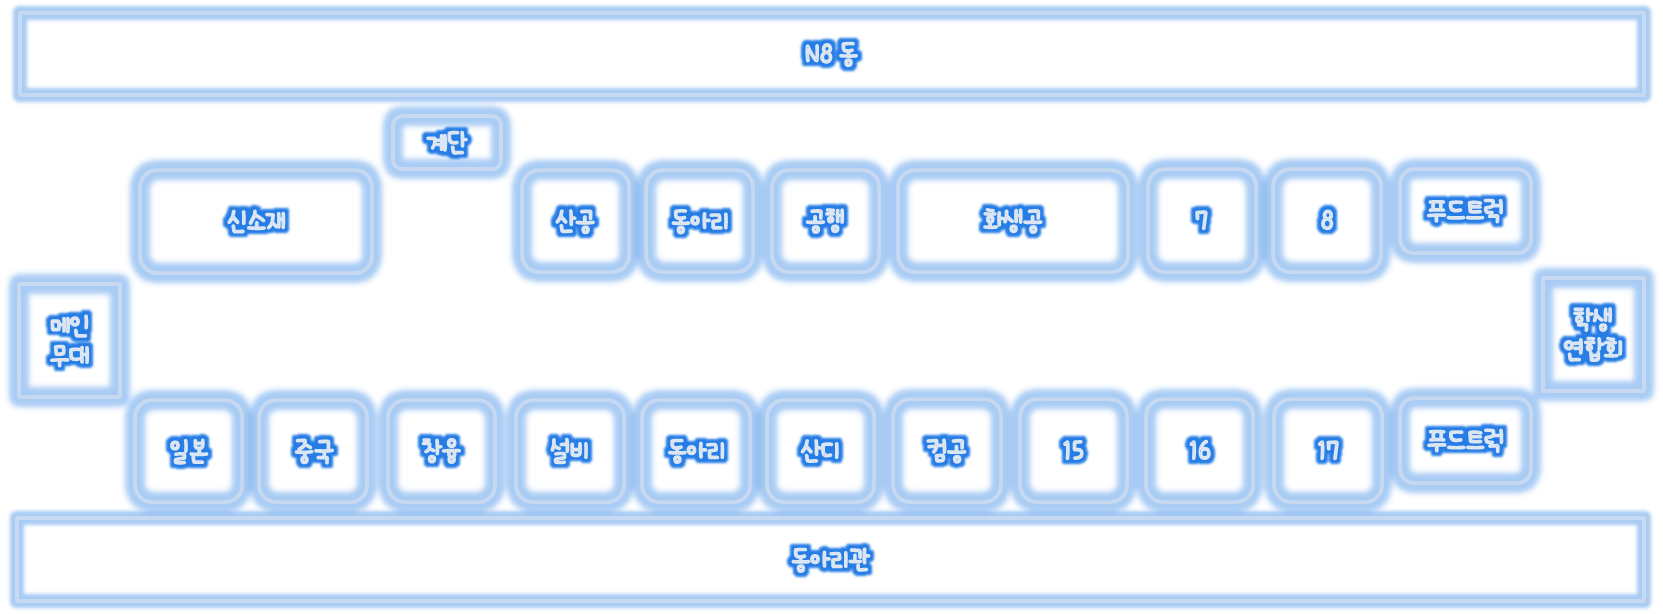 N8 동
계단
신소재
산공
동아리
공행
화생공
7
8
푸드트럭
메인
무대
학생
연합회
일본
중국
창융
설비
동아리
산디
컴공
15
16
17
푸드트럭
동아리관